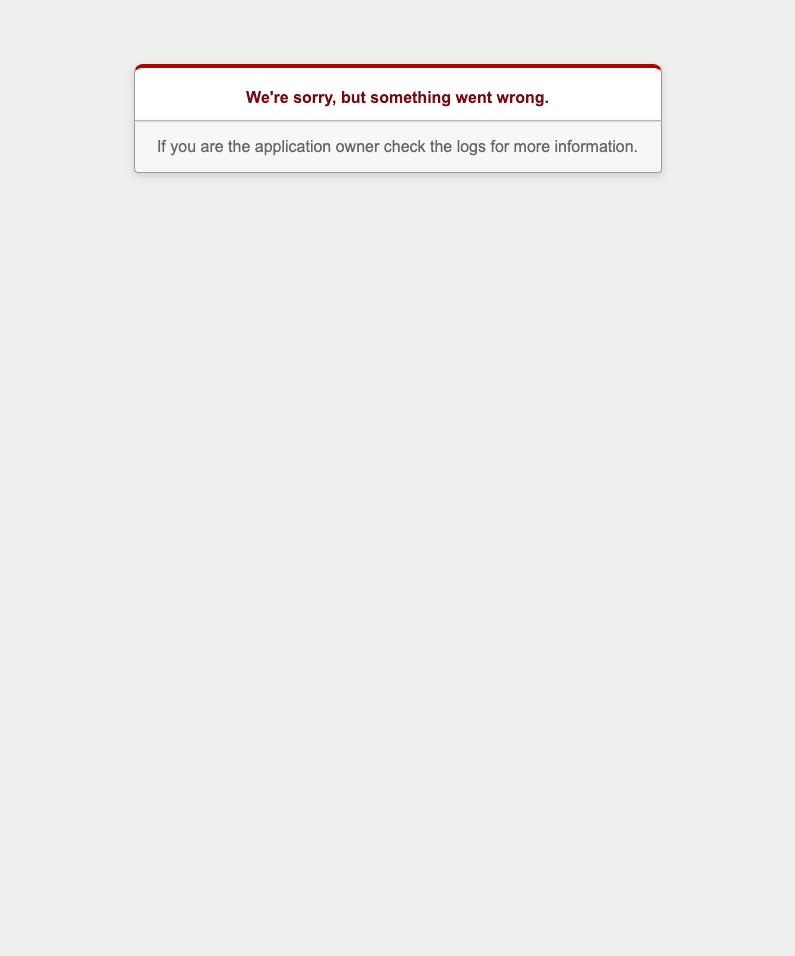 We're sorry, but something went wrong.
If you are the application owner check the logs for more information.